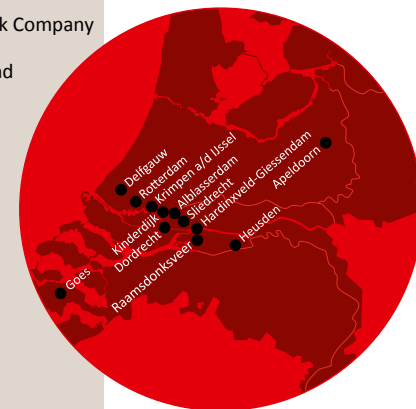 k Company
nd
Delfgauw
Rotterdam
Krimpen a/d IJssel
Alblasserdam
Sliedrecht
Hardinxveld-Giessendam
Apeldoorn
Kinderdijk
Dordrecht
Raamsdonksveer
Heusden
Goes